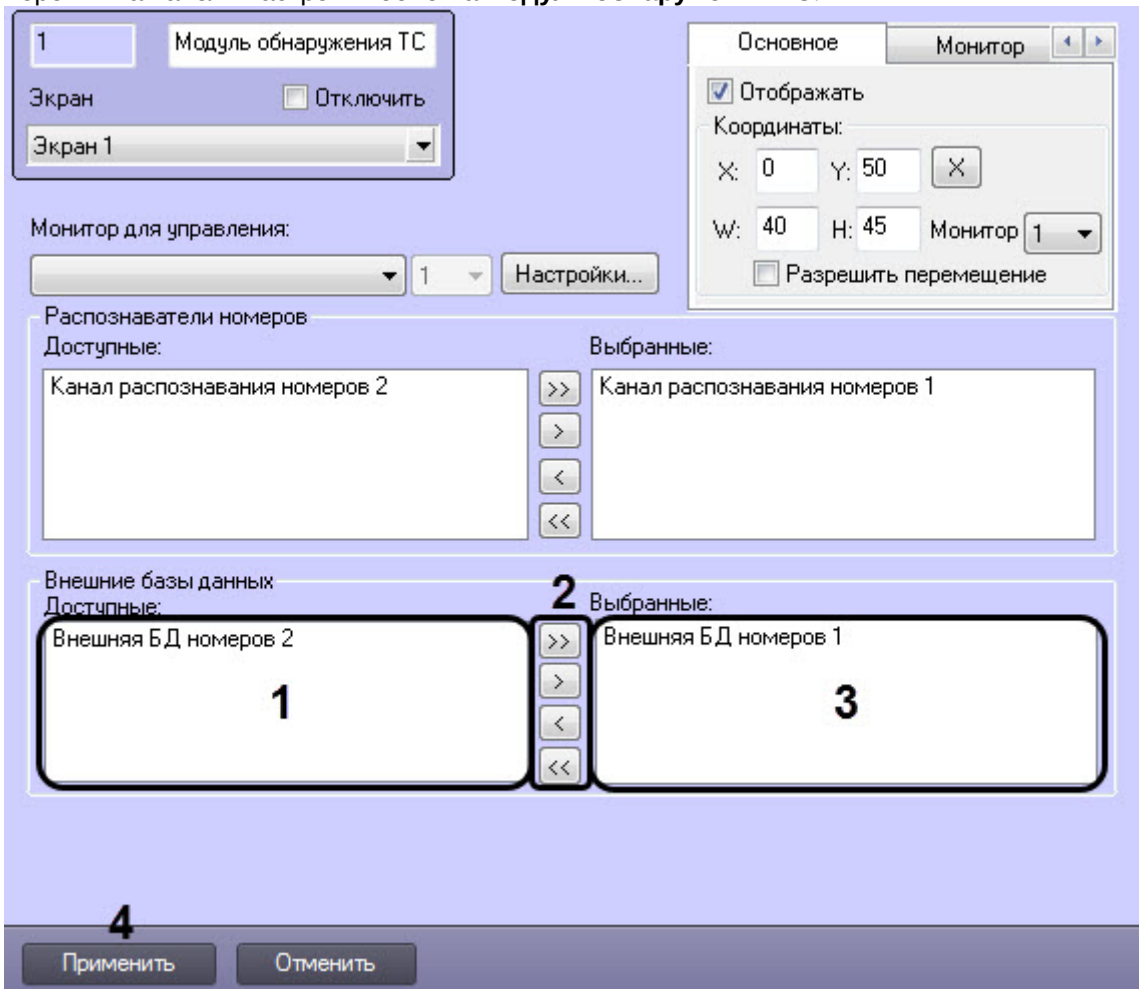 1 Модуль обнаружения ТС
Экран Отключить
Экран 1
Основное Монитор
Отображать
Координаты:
X: 0 Y: 50 X
W: 40 H: 45 Монитор 1
Разрешить перемещение
Монитор для управления:
1 Настройки...
Распознаватели номеров
Доступные: Выбранные:
Канал распознавания номеров 2 >> Канал распознавания номеров 1
>
<
<<
Внешние базы данных
Доступные: 2 Выбранные:
Внешняя БД номеров 2 >> Внешняя БД номеров 1
1 > 3
<
<<
4
Применить Отменить